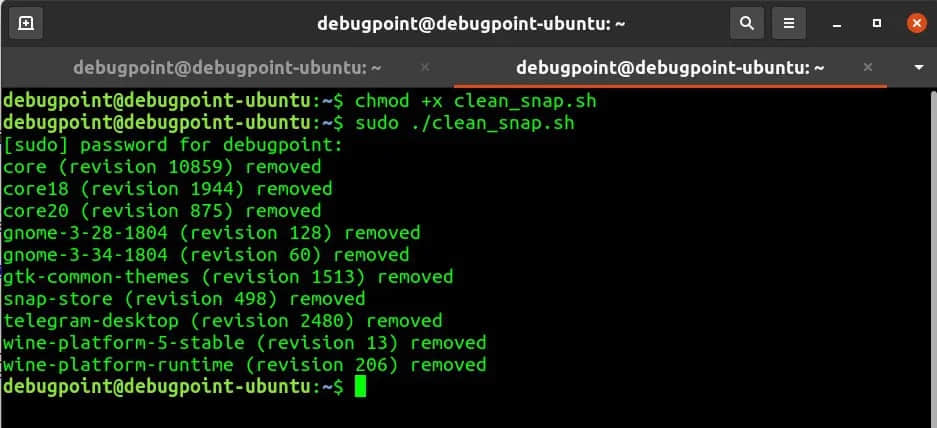 debugpoint@debugpoint-ubuntu: ~
debugpoint@debugpoint-ubuntu: ~ × debugpoint@debugpoint-ubuntu: ~ ×
debugpoint@debugpoint-ubuntu:~$ chmod +x clean_snap.sh
debugpoint@debugpoint-ubuntu:~$ sudo ./clean_snap.sh
[sudo] password for debugpoint:
core (revision 10859) removed
core18 (revision 1944) removed
core20 (revision 875) removed
gnome-3-28-1804 (revision 128) removed
gnome-3-34-1804 (revision 60) removed
gtk-common-themes (revision 1513) removed
snap-store (revision 498) removed
telegram-desktop (revision 2480) removed
wine-platform-5-stable (revision 13) removed
wine-platform-runtime (revision 206) removed
debugpoint@debugpoint-ubuntu:~$